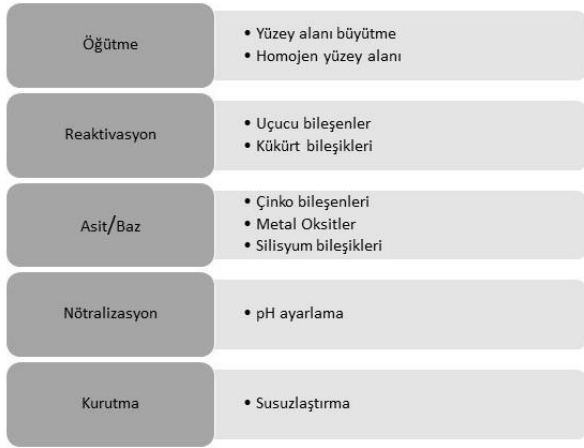 Öğütme
• Yüzey alanı büyütme
• Homojen yüzey alanı
Reaktivasyon
• Uçucu bileşenler
• Kükürt bileşikleri
Asit/Baz
• Çinko bileşenleri
• Metal Oksitler
• Silisyum bileşikleri
Nötralizasyon
• pH ayarlama
Kurutma
• Susuzlaştırma